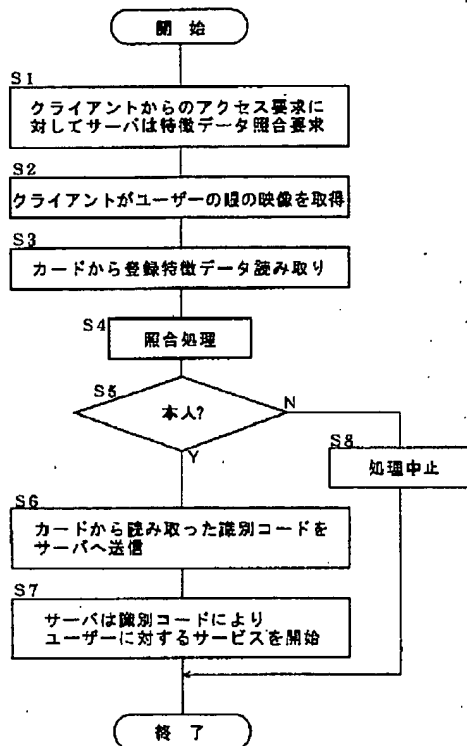 開始
S1
クライアントからのアクセス要求に
対してサーバは特徴データ照合要求
S2
クライアントがユーザーの眼の映像を取得
S3
カードから登録特徴データ読み取り
S4
照合処理
S5
本人?
N
Y
S8
処理中止
S6
カードから読み取った識別コードを
サーバへ送信
S7
サーバは識別コードにより
ユーザーに対するサービスを開始
終了